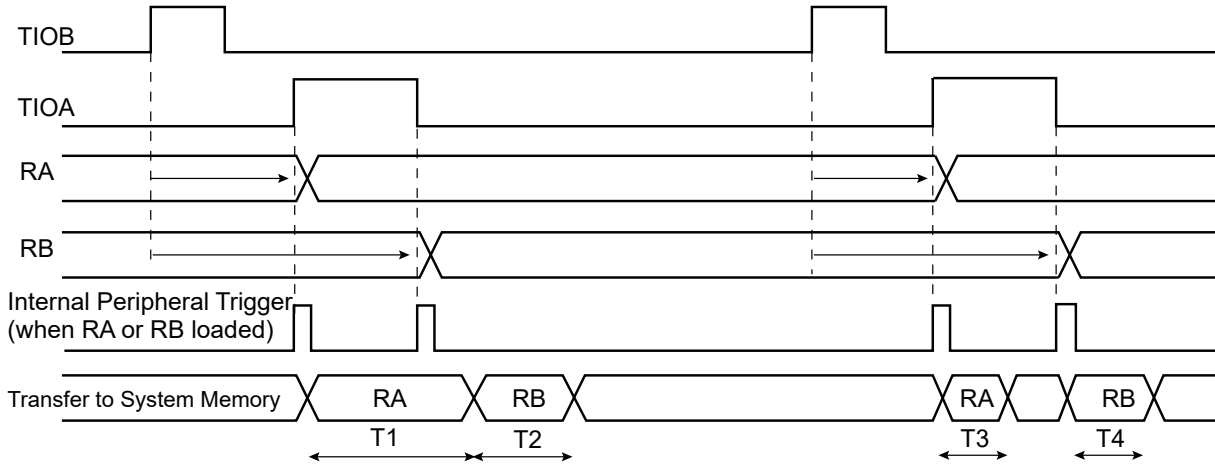 TIOB
TIOA
RA
RB
Internal Peripheral Trigger
(when RA or RB loaded)
Transfer to System Memory RA RB RA RB
T1 T2 T3 T4